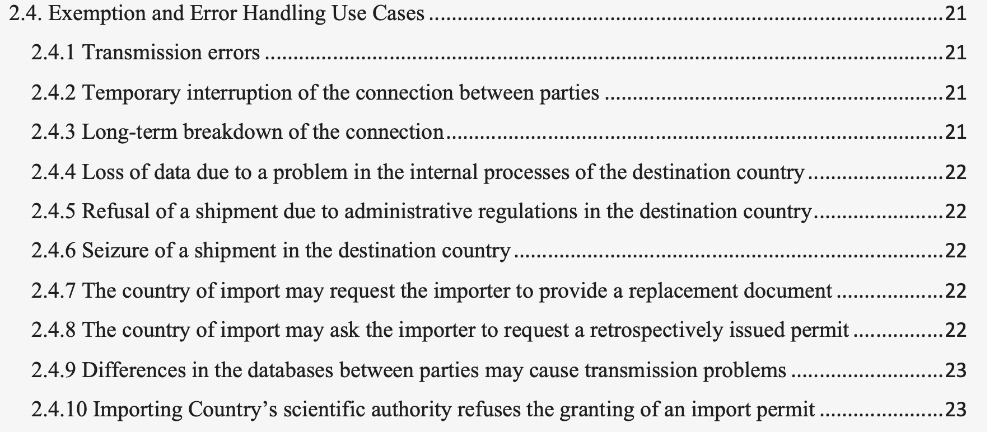 2.4. Exemption and Error Handling Use Cases ........................................................................................... 21
2.4.1 Transmission errors ........................................................................................................................ 21
2.4.2 Temporary interruption of the connection between parties ............................................................ 21
2.4.3 Long-term breakdown of the connection ........................................................................................ 21
2.4.4 Loss of data due to a problem in the internal processes of the destination country ........................ 22
2.4.5 Refusal of a shipment due to administrative regulations in the destination country ....................... 22
2.4.6 Seizure of a shipment in the destination country ............................................................................ 22
2.4.7 The country of import may request the importer to provide a replacement document ................... 22
2.4.8 The country of import may ask the importer to request a retrospectively issued permit ................ 22
2.4.9 Differences in the databases between parties may cause transmission problems ........................... 23
2.4.10 Importing Country’s scientific authority refuses the granting of an import permit ...................... 23